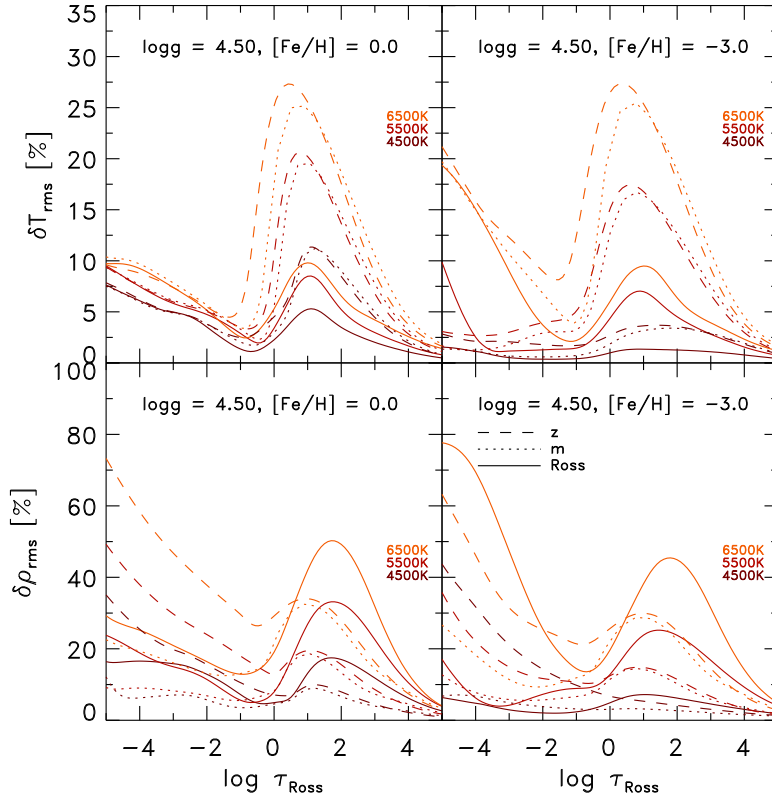 35
30
25
20
15
10
5
0
δT_rms [%]
logg = 4.50, [Fe/H] = 0.0
6500K
5500K
4500K
logg = 4.50, [Fe/H] = −3.0
6500K
5500K
4500K
100
80
60
40
20
0
δρ_rms [%]
logg = 4.50, [Fe/H] = 0.0
6500K
5500K
4500K
logg = 4.50, [Fe/H] = −3.0
z
m
Ross
6500K
5500K
4500K
−4 −2 0 2 4
−4 −2 0 2 4
log τ_Ross
log τ_Ross